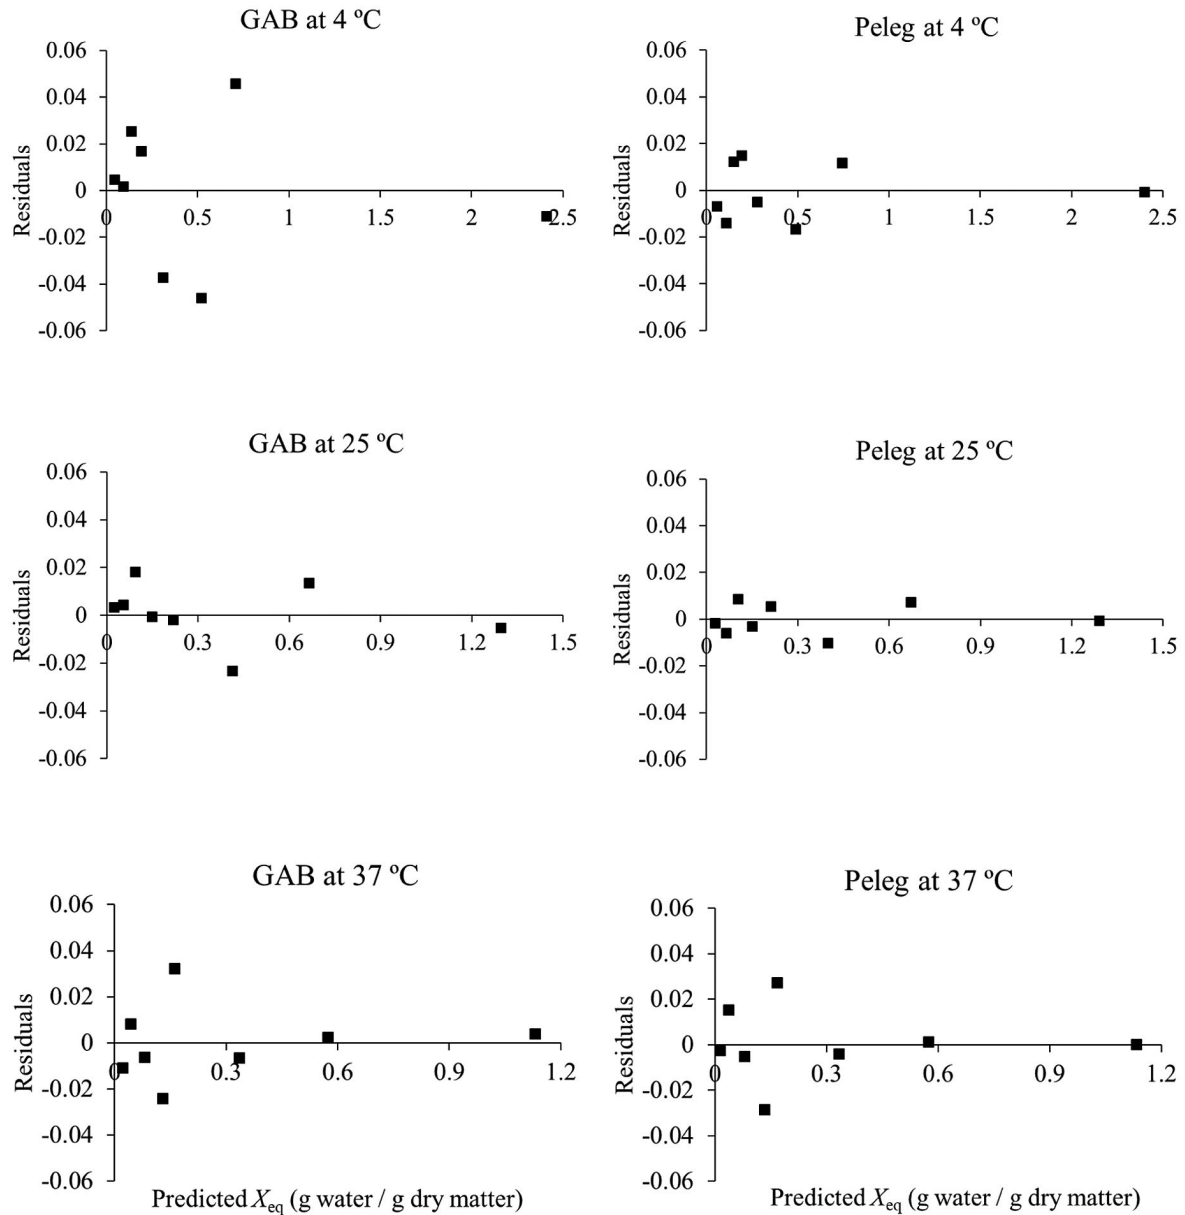 GAB at 4 ºC
0.06
0.04
0.02
0
-0.02
-0.04
-0.06
0 0.5 1 1.5 2 2.5
Residuals
Peleg at 4 ºC
0.06
0.04
0.02
0
-0.02
-0.04
-0.06
0 0.5 1 1.5 2 2.5
Residuals
GAB at 25 ºC
0.06
0.04
0.02
0
-0.02
-0.04
-0.06
0 0.3 0.6 0.9 1.2 1.5
Residuals
Peleg at 25 ºC
0.06
0.04
0.02
0
-0.02
-0.04
-0.06
0 0.3 0.6 0.9 1.2 1.5
Residuals
GAB at 37 ºC
0.06
0.04
0.02
0
-0.02
-0.04
-0.06
0 0.3 0.6 0.9 1.2
Residuals
Predicted Xeq (g water / g dry matter)
Peleg at 37 ºC
0.06
0.04
0.02
0
-0.02
-0.04
-0.06
0 0.3 0.6 0.9 1.2
Residuals
Predicted Xeq (g water / g dry matter)